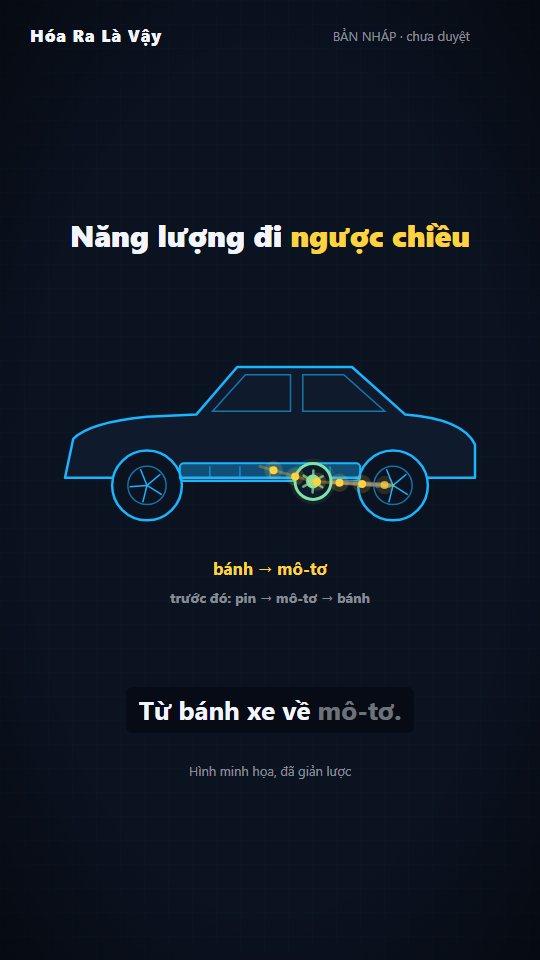 Hóa Ra Là Vậy
BẢN NHÁP · chưa duyệt
Năng lượng đi ngược chiều
bánh → mô-tơ
trước đó: pin → mô-tơ → bánh
Từ bánh xe về mô-tơ.
Hình minh họa, đã giản lược